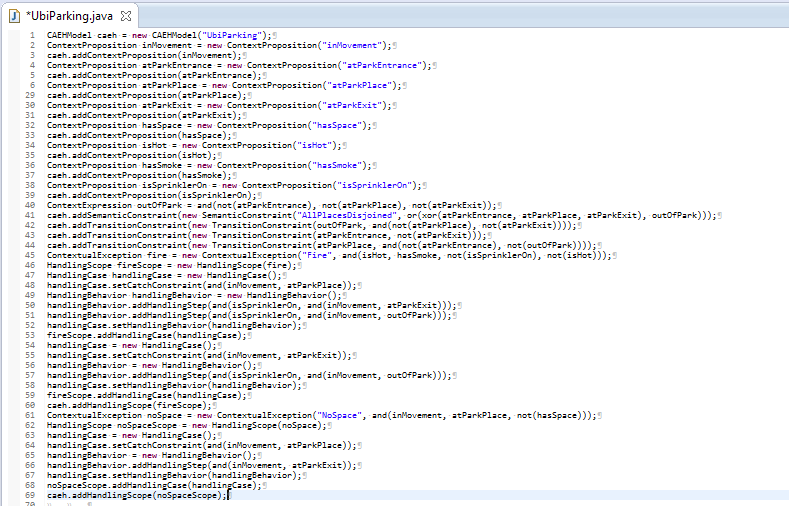 *UbiParking.java
1 CAEHModel caeh = new CAEHModel("UbiParking");
2 ContextProposition inMovement = new ContextProposition("inMovement");
3 caeh.addContextProposition(inMovement);
4 ContextProposition atParkEntrance = new ContextProposition("atParkEntrance");
5 caeh.addContextProposition(atParkEntrance);
6 ContextProposition atParkPlace = new ContextProposition("atParkPlace");
29 caeh.addContextProposition(atParkPlace);
30 ContextProposition atParkExit = new ContextProposition("atParkExit");
31 caeh.addContextProposition(atParkExit);
32 ContextProposition hasSpace = new ContextProposition("hasSpace");
33 caeh.addContextProposition(hasSpace);
34 ContextProposition isHot = new ContextProposition("isHot");
35 caeh.addContextProposition(isHot);
36 ContextProposition hasSmoke = new ContextProposition("hasSmoke");
37 caeh.addContextProposition(hasSmoke);
38 ContextProposition isSprinklerOn = new ContextProposition("isSprinklerOn");
39 caeh.addContextProposition(isSprinklerOn);
40 ContextExpression outOfPark = and(not(atParkEntrance), not(atParkPlace), not(atParkExit));
41 caeh.addSemanticConstraint(new SemanticConstraint("AllPlacesDisjoined", or(xor(atParkEntrance, atParkPlace, atParkExit), outOfPark)));
42 caeh.addTransitionConstraint(new TransitionConstraint(outOfPark, and(not(atParkPlace), not(atParkExit))));
43 caeh.addTransitionConstraint(new TransitionConstraint(atParkEntrance, not(atParkExit)));
44 caeh.addTransitionConstraint(new TransitionConstraint(atParkPlace, and(not(atParkEntrance), not(outOfPark))));
45 ContextualException fire = new ContextualException("Fire", and(isHot, hasSmoke, not(isSprinklerOn), not(isHot)));
46 HandlingScope fireScope = new HandlingScope(fire);
47 HandlingCase handlingCase = new HandlingCase();
48 handlingCase.setCatchConstraint(and(inMovement, atParkPlace));
49 HandlingBehavior handlingBehavior = new HandlingBehavior();
50 handlingBehavior.addHandlingStep(and(isSprinklerOn, and(inMovement, atParkExit)));
51 handlingBehavior.addHandlingStep(and(isSprinklerOn, and(inMovement, outOfPark)));
52 handlingCase.setHandlingBehavior(handlingBehavior);
53 fireScope.addHandlingCase(handlingCase);
54 handlingCase = new HandlingCase();
55 handlingCase.setCatchConstraint(and(inMovement, atParkExit));
56 handlingBehavior = new HandlingBehavior();
57 handlingBehavior.addHandlingStep(and(isSprinklerOn, and(inMovement, outOfPark)));
58 handlingCase.setHandlingBehavior(handlingBehavior);
59 fireScope.addHandlingCase(handlingCase);
60 caeh.addHandlingScope(fireScope);
61 ContextualException noSpace = new ContextualException("NoSpace", and(inMovement, atParkPlace, not(hasSpace)));
62 HandlingScope noSpaceScope = new HandlingScope(noSpace);
63 handlingCase = new HandlingCase();
64 handlingCase.setCatchConstraint(and(inMovement, atParkPlace));
65 handlingBehavior = new HandlingBehavior();
66 handlingBehavior.addHandlingStep(and(inMovement, atParkExit));
67 handlingCase.setHandlingBehavior(handlingBehavior);
68 noSpaceScope.addHandlingCase(handlingCase);
69 caeh.addHandlingScope(noSpaceScope);
70